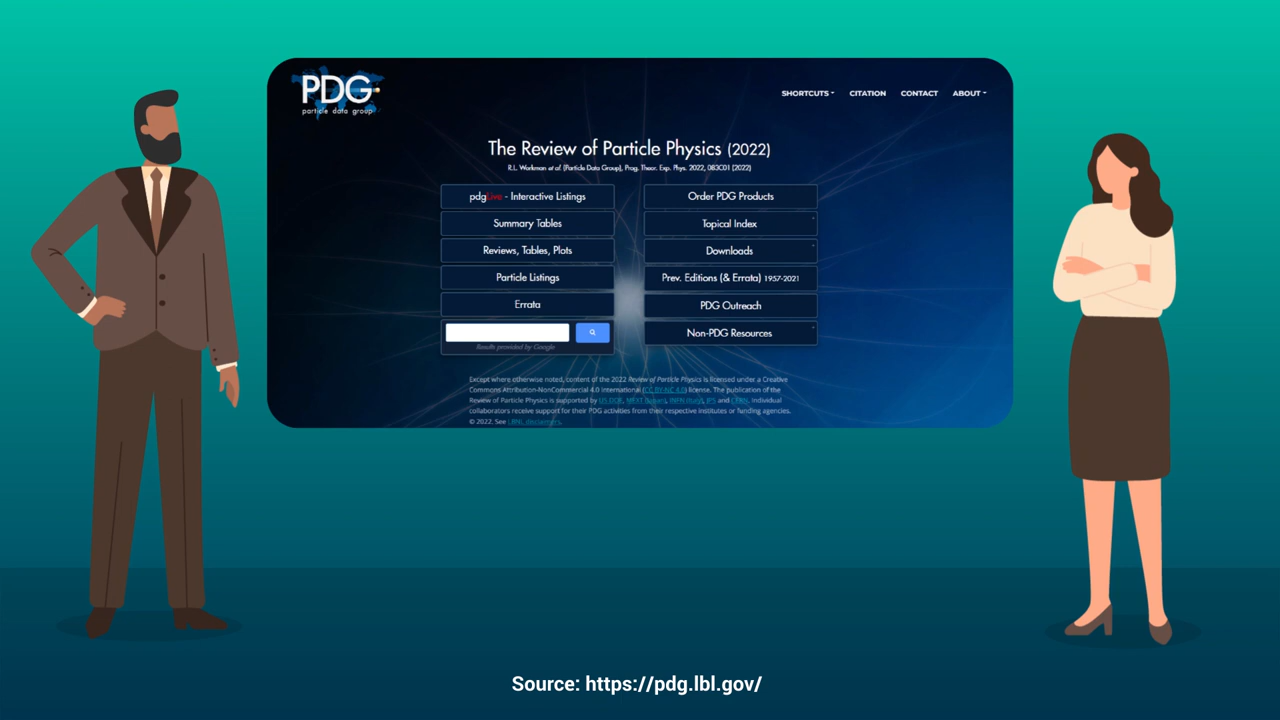 PDG
particle data group
SHORTCUTS CITATION CONTACT ABOUT
The Review of Particle Physics (2022)
R.L. Workman et al. (Particle Data Group), Prog. Theor. Exp. Phys. 2022, 083C01 (2022)
pdgLive - Interactive Listings
Summary Tables
Reviews, Tables, Plots
Particle Listings
Errata
Results provided by Google
Order PDG Products
Topical Index
Downloads
Prev. Editions (& Errata) 1957-2021
PDG Outreach
Non-PDG Resources
Except where otherwise noted, content of the 2022 Review of Particle Physics is licensed under a Creative
Commons Attribution-NonCommercial 4.0 International (CC BY-NC 4.0) license. The publication of the
Review of Particle Physics is supported by US DOE, MEXT (Japan), INFN (Italy), JPS and CERN. Individual
collaborators receive support for their PDG activities from their respective institutes or funding agencies.
© 2022. See LBNL disclaimers.
Source: https://pdg.lbl.gov/